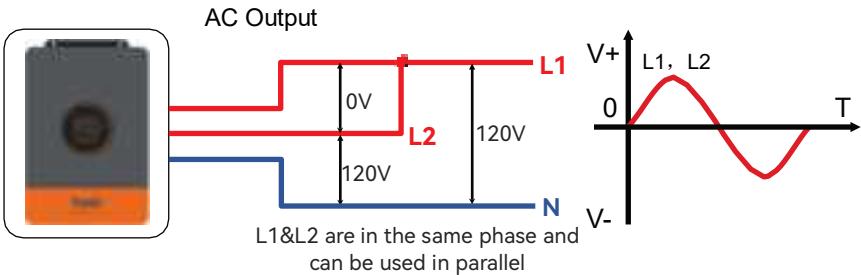 AC Output
L1
0V
L2
120V
120V
N
L1&L2 are in the same phase and
can be used in parallel
V+
L1, L2
0
T
V-